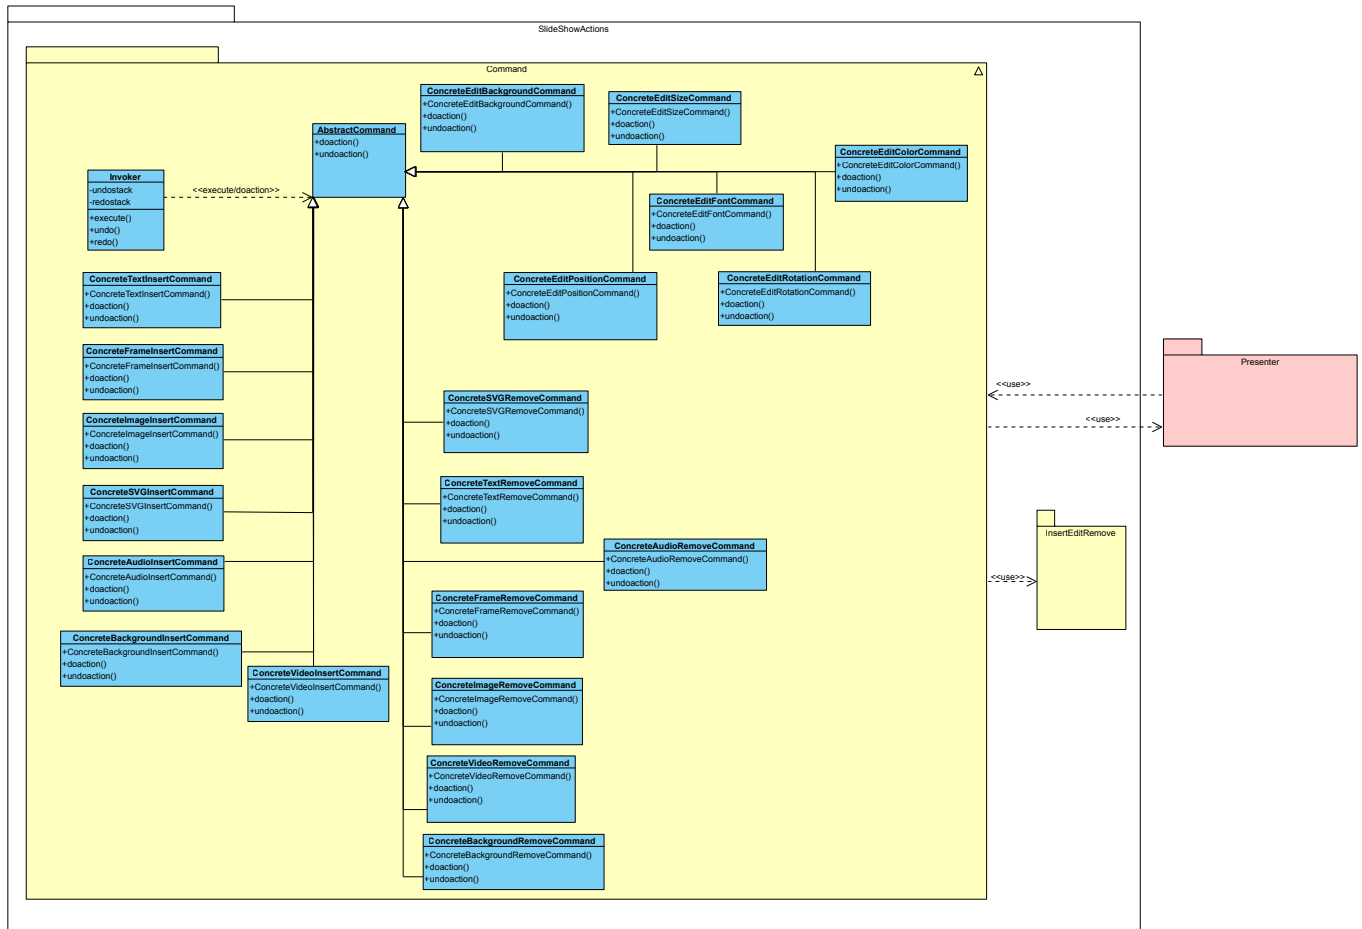 SlideShowActions
Command
ConcreteEditBackgroundCommand
+ConcreteEditBackgroundCommand()
+doaction()
+undoaction()
ConcreteEditSizeCommand
+ConcreteEditSizeCommand()
+doaction()
+undoaction()
AbstractCommand
+doaction()
+undoaction()
ConcreteEditColorCommand
+ConcreteEditColorCommand()
+doaction()
+undoaction()
Invoker
-undostack
-redostack
+execute()
+undo()
+redo()
<<execute/doaction>>
ConcreteEditFontCommand
+ConcreteEditFontCommand()
+doaction()
+undoaction()
ConcreteTextInsertCommand
+ConcreteTextInsertCommand()
+doaction()
+undoaction()
ConcreteEditPositionCommand
+ConcreteEditPositionCommand()
+doaction()
+undoaction()
ConcreteEditRotationCommand
+ConcreteEditRotationCommand()
+doaction()
+undoaction()
ConcreteFrameInsertCommand
+ConcreteFrameInsertCommand()
+doaction()
+undoaction()
Presenter
<<use>>
<<use>>
ConcreteSVGRemoveCommand
+ConcreteSVGRemoveCommand()
+doaction()
+undoaction()
ConcreteImageInsertCommand
+ConcreteImageInsertCommand()
+doaction()
+undoaction()
ConcreteTextRemoveCommand
+ConcreteTextRemoveCommand()
+doaction()
+undoaction()
ConcreteSVGInsertCommand
+ConcreteSVGInsertCommand()
+doaction()
+undoaction()
InsertEditRemove
<<use>>
ConcreteAudioRemoveCommand
+ConcreteAudioRemoveCommand()
+doaction()
+undoaction()
ConcreteAudioInsertCommand
+ConcreteAudioInsertCommand()
+doaction()
+undoaction()
ConcreteFrameRemoveCommand
+ConcreteFrameRemoveCommand()
+doaction()
+undoaction()
ConcreteBackgroundInsertCommand
+ConcreteBackgroundInsertCommand()
+doaction()
+undoaction()
ConcreteVideoInsertCommand
+ConcreteVideoInsertCommand()
+doaction()
+undoaction()
ConcreteImageRemoveCommand
+ConcreteImageRemoveCommand()
+doaction()
+undoaction()
ConcreteVideoRemoveCommand
+ConcreteVideoRemoveCommand()
+doaction()
+undoaction()
ConcreteBackgroundRemoveCommand
+ConcreteBackgroundRemoveCommand()
+doaction()
+undoaction()